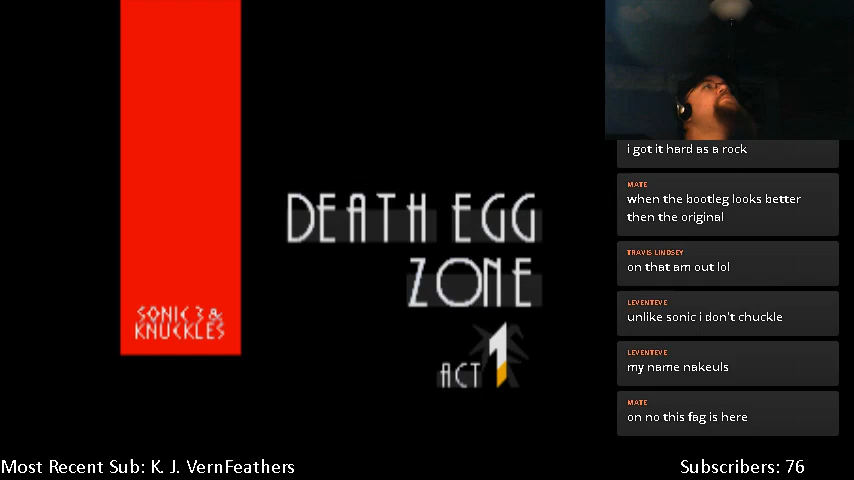 DEATH EGG
ZONE
ACT 1
SONIC 3 &
KNUCKLES
i got it hard as a rock
MATE
when the bootleg looks better
then the original
TRAVIS LINDSEY
on that am out lol
LEVENTEVE
unlike sonic i don't chuckle
LEVENTEVE
my name nakeuls
MATE
on no this fag is here
Most Recent Sub: K. J. VernFeathers
Subscribers: 76